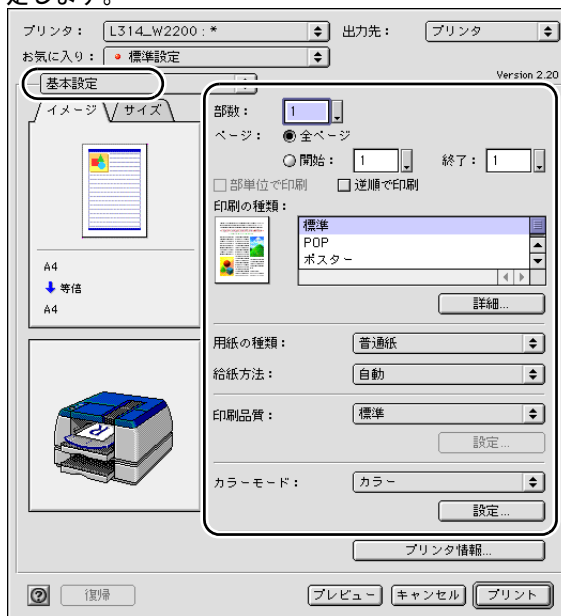 定します。
プリンタ： L314_W2200：* 出力先： プリンタ
お気に入り： 標準設定
Version 2.20
基本設定
イメージ サイズ
部数： 1
ページ： 全ページ
開始： 1 終了： 1
部単位で印刷 逆順で印刷
印刷の種類：
標準
POP
ポスター
詳細...
A4
等倍
A4
用紙の種類： 普通紙
給紙方法： 自動
印刷品質： 標準
設定...
カラーモード： カラー
設定...
プリンタ情報...
復帰 プレビュー キャンセル プリント